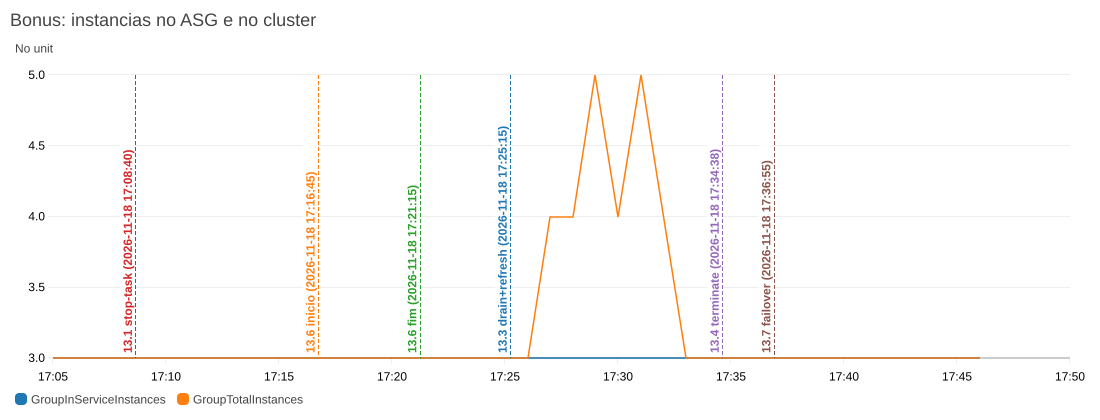 Bonus: instancias no ASG e no cluster
No unit
5.0
4.5
4.0
3.5
3.0
13.1 stop-task (2026-11-18 17:08:40)
13.6 inicio (2026-11-18 17:16:45)
13.6 fim (2026-11-18 17:21:15)
13.3 drain+refresh (2026-11-18 17:25:15)
13.4 terminate (2026-11-18 17:34:38)
13.7 failover (2026-11-18 17:36:55)
17:05 17:10 17:15 17:20 17:25 17:30 17:35 17:40 17:45 17:50
GroupInServiceInstances GroupTotalInstances